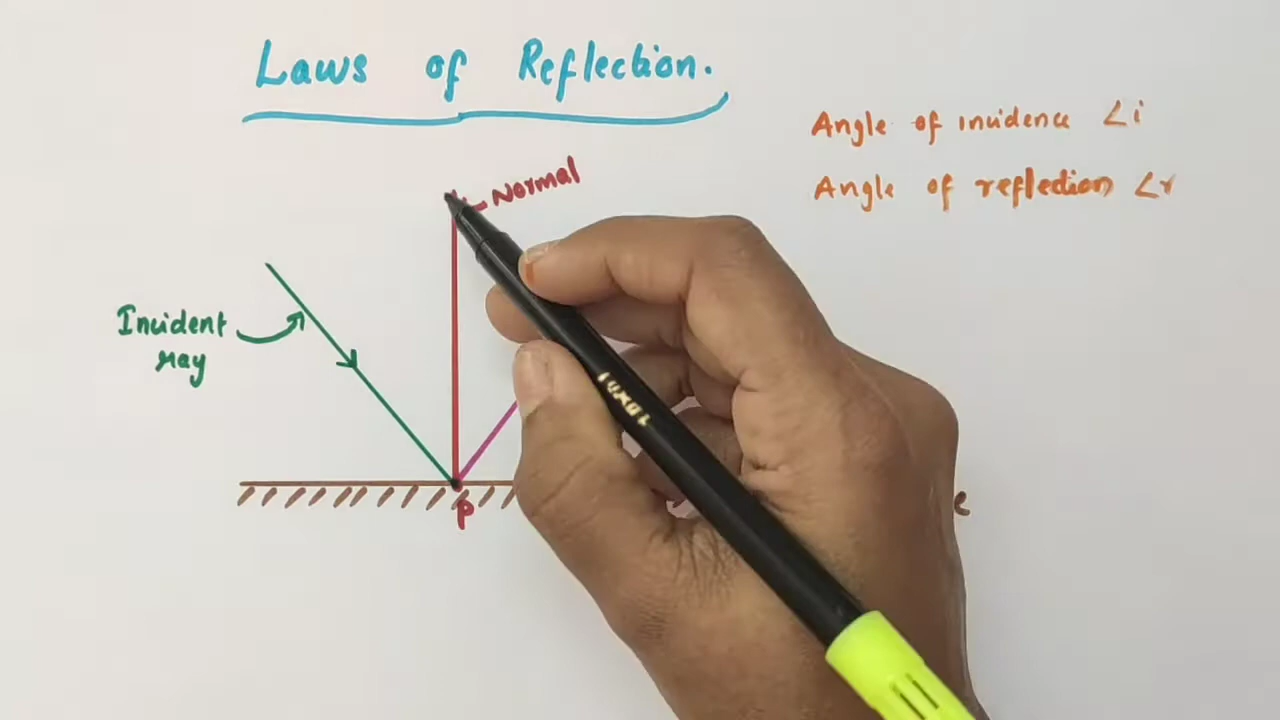 Laws of Reflection.
Angle of incidence ∠i
Angle of reflection ∠r
Normal
Incident
ray
P